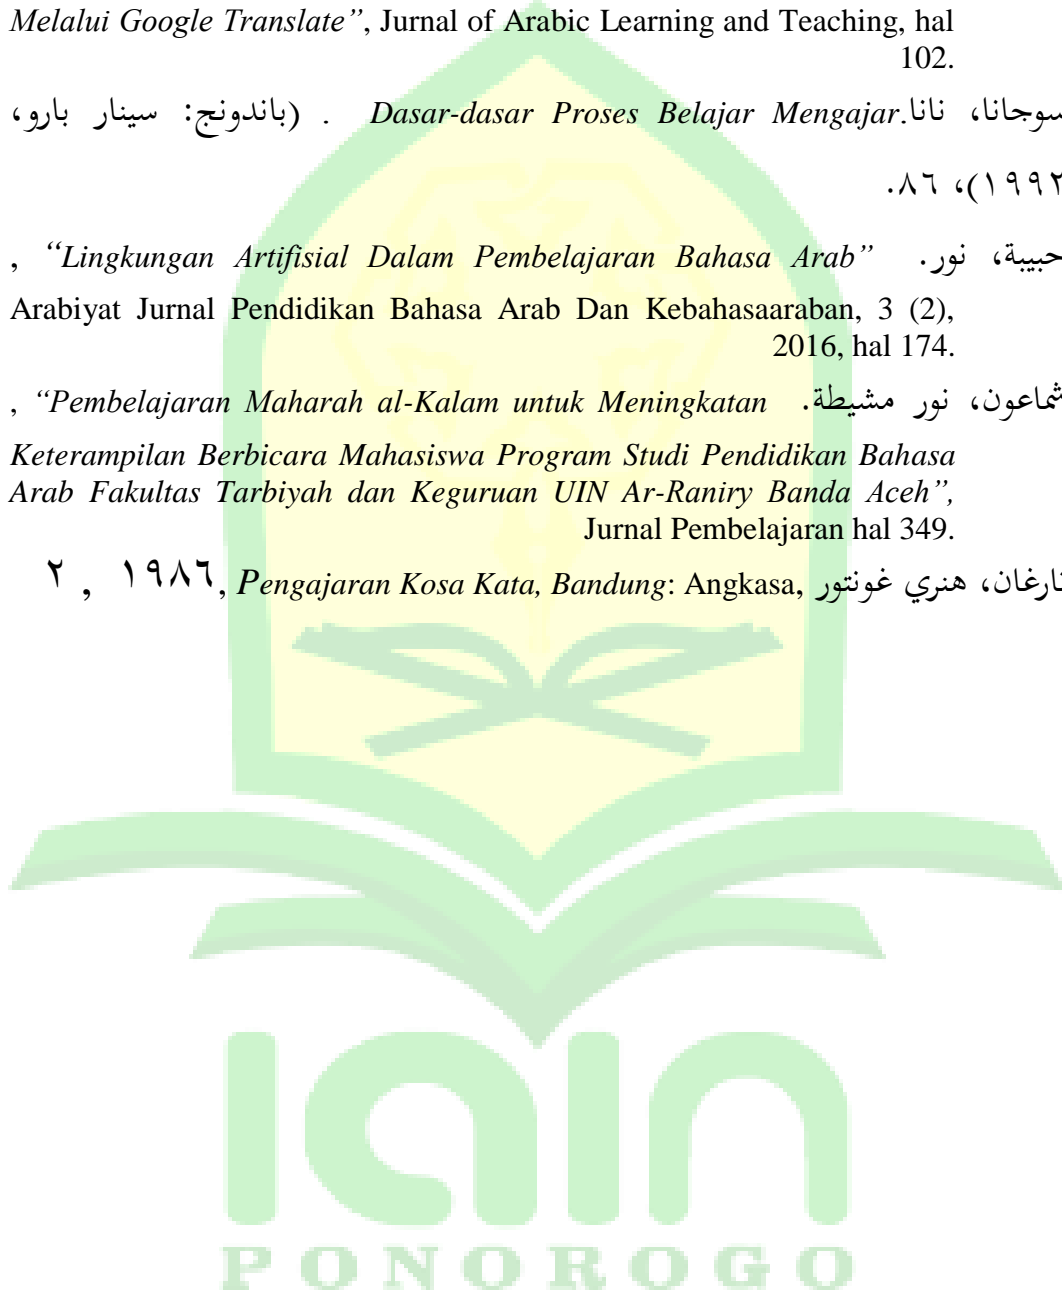 Melalui Google Translate”, Jurnal of Arabic Learning and Teaching, hal
102.
سوجانا، نانا. Dasar-dasar Proses Belajar Mengajar . (باندونج: سينار بارو،
١٩٩٢)، ٨٦.
حبيبة، نور. “Lingkungan Artifisial Dalam Pembelajaran Bahasa Arab” ,
Arabiyat Jurnal Pendidikan Bahasa Arab Dan Kebahasaaraban, 3 (2),
2016, hal 174.
شماعون، نور مشيطة. “Pembelajaran Maharah al-Kalam untuk Meningkatan ,
Keterampilan Berbicara Mahasiswa Program Studi Pendidikan Bahasa
Arab Fakultas Tarbiyah dan Keguruan UIN Ar-Raniry Banda Aceh”,
Jurnal Pembelajaran hal 349.
تارغان، هنري غونتور Pengajaran Kosa Kata, Bandung: Angkasa, ١٩٨٦ , ٢
iain
PONOROGO